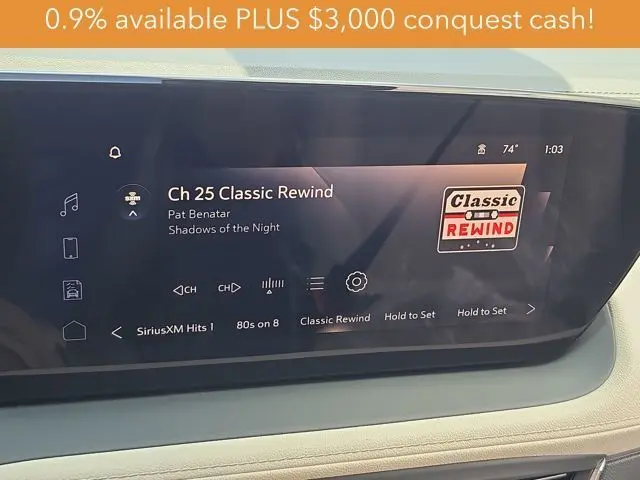 0.9% available PLUS $3,000 conquest cash!
74° 1:03
sxm
Ch 25 Classic Rewind
Pat Benatar
Shadows of the Night
Classic
REWIND
CH CH
SiriusXM Hits 1 80s on 8 Classic Rewind Hold to Set Hold to Set